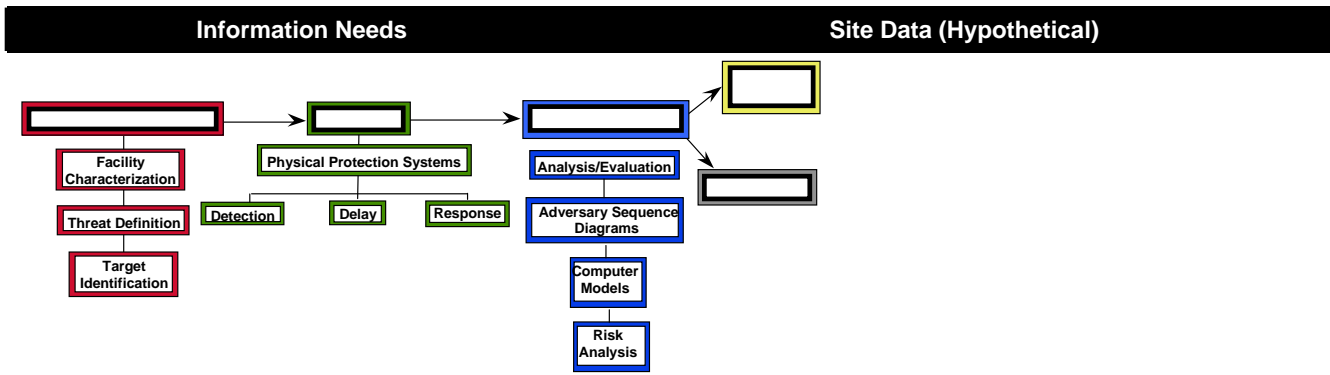 Information Needs
Site Data (Hypothetical)
Facility
Characterization
Threat Definition
Target
Identification
Physical Protection Systems
Detection
Delay
Response
Analysis/Evaluation
Adversary Sequence
Diagrams
Computer
Models
Risk
Analysis